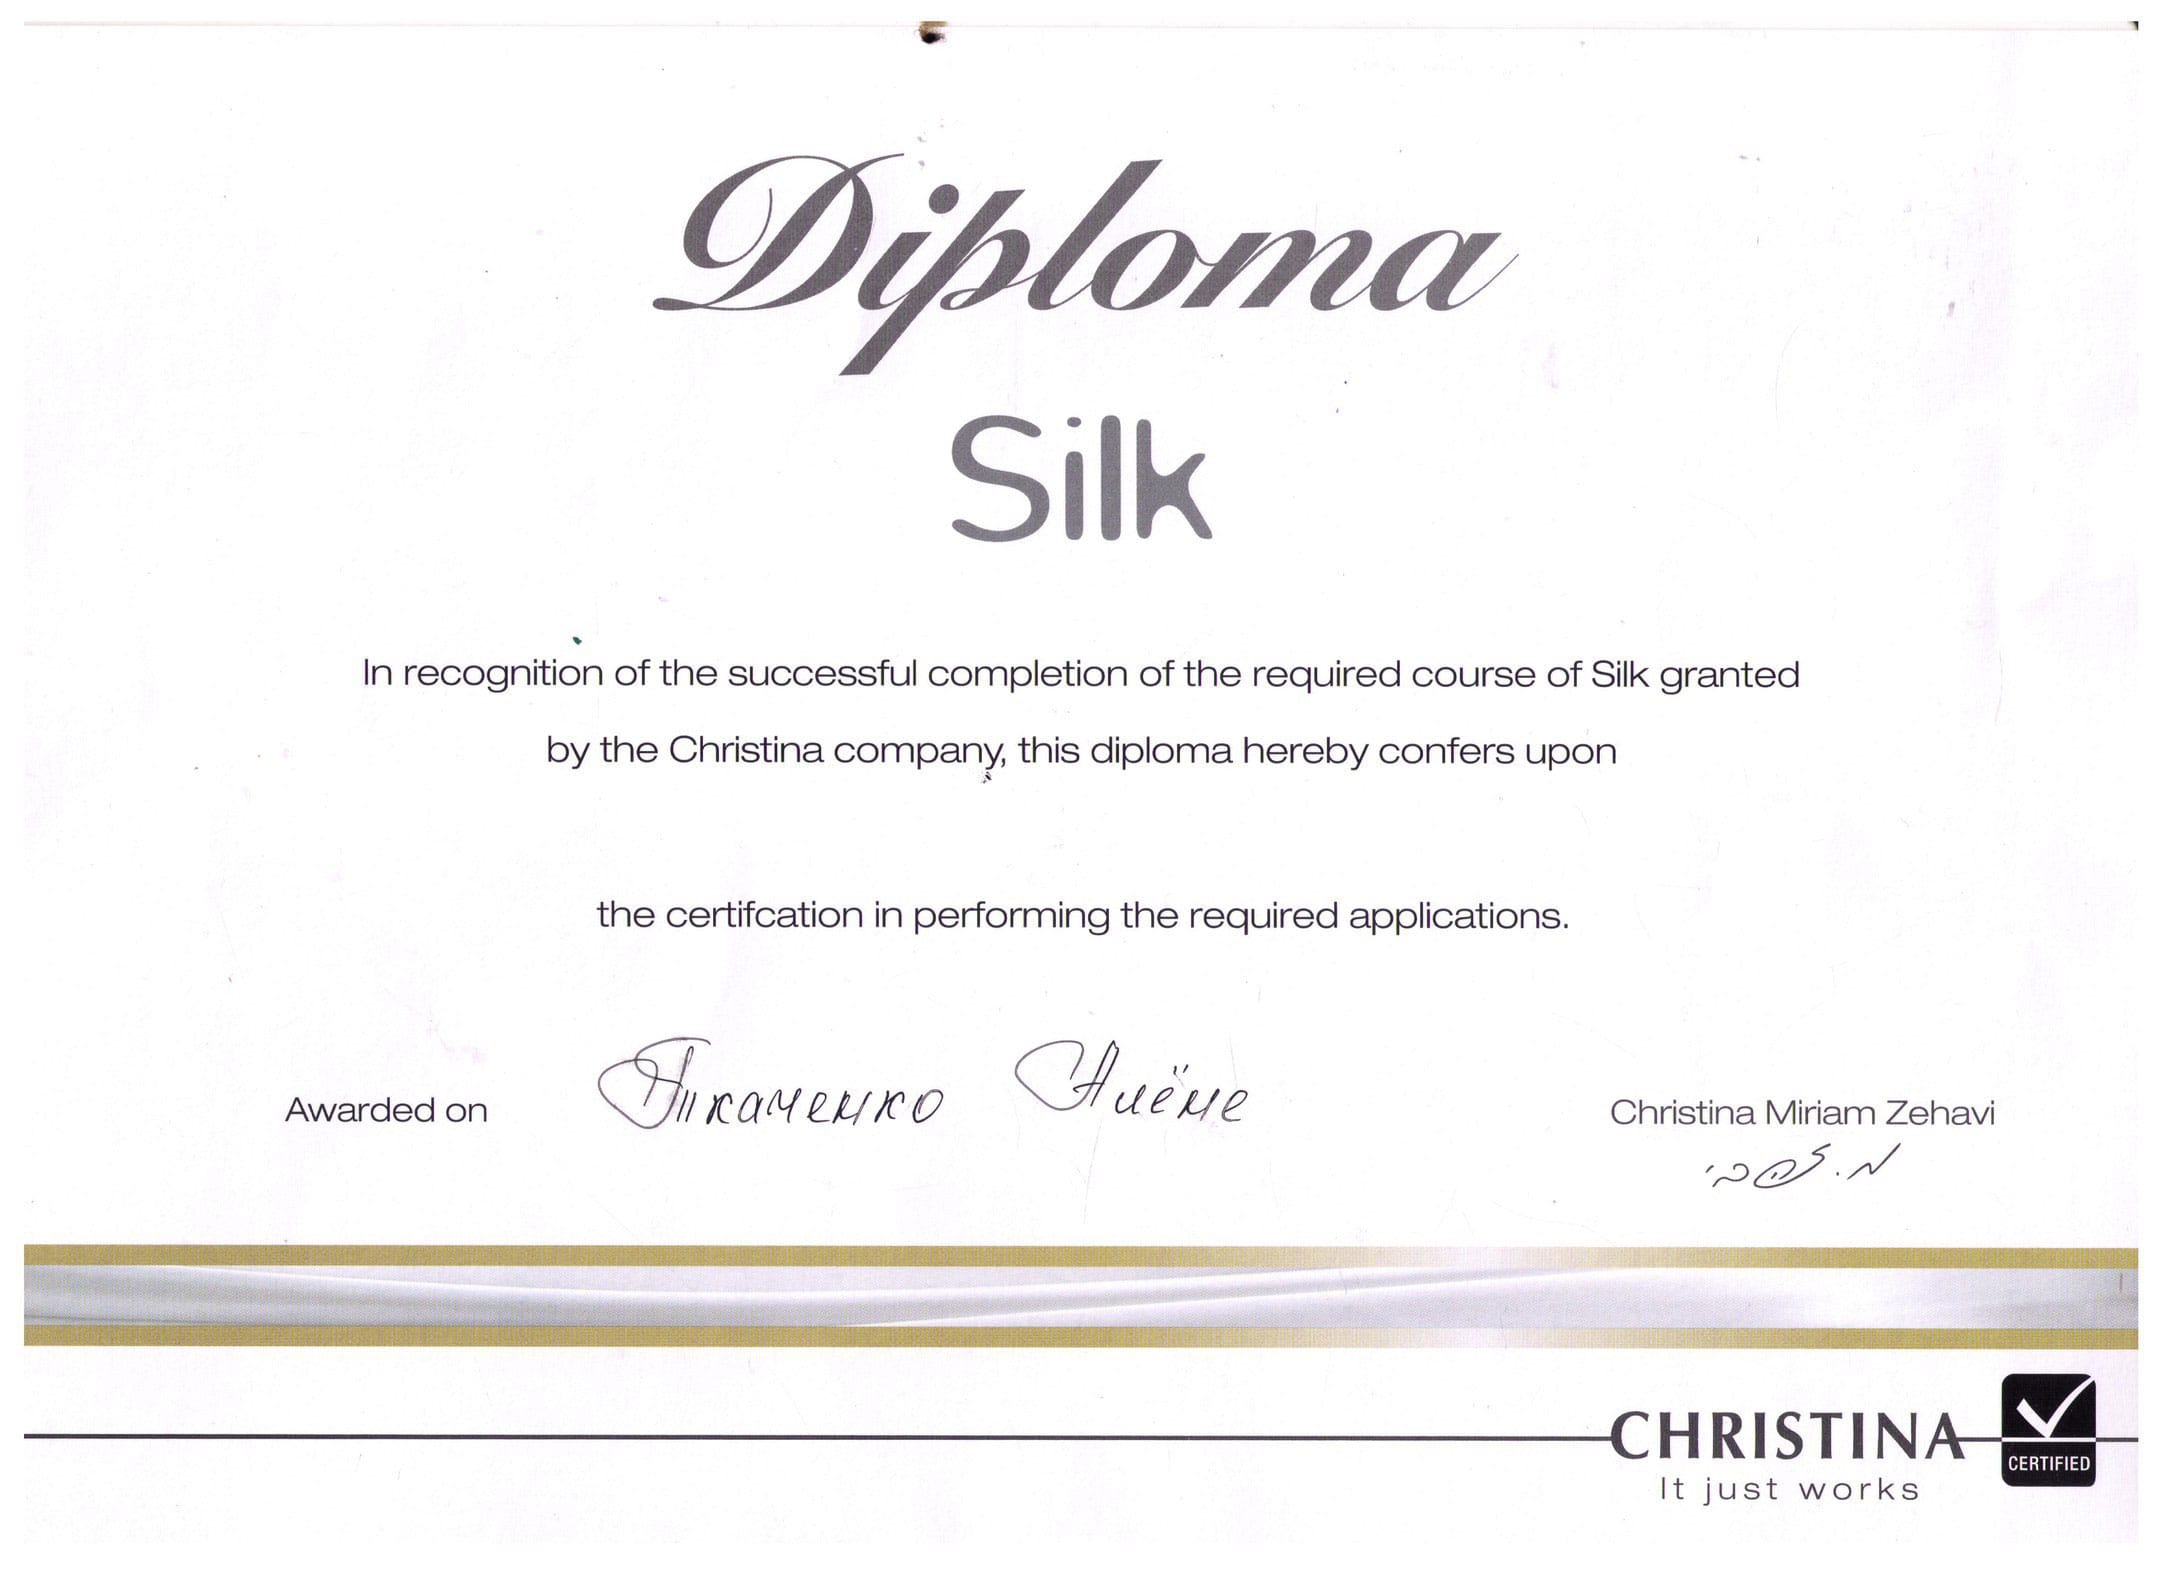 Diploma
Silk
In recognition of the successful completion of the required course of Silk granted
by the Christina company, this diploma hereby confers upon
the certifcation in performing the required applications.
Awarded on Ткаченко Алёне
Christina Miriam Zehavi
מ. זהבי
CHRISTINA
CERTIFIED
It just works